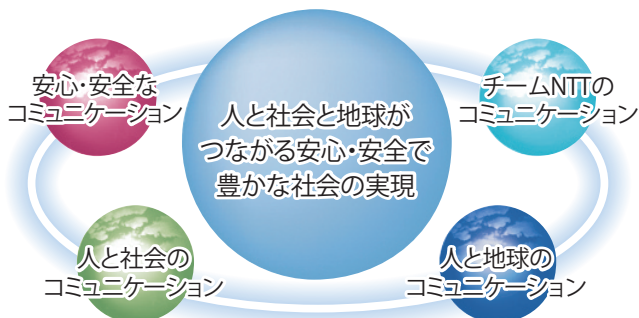 安心・安全な
コミュニケーション
チームNTTの
コミュニケーション
人と社会と地球が
つながる安心・安全で
豊かな社会の実現
人と社会の
コミュニケーション
人と地球の
コミュニケーション